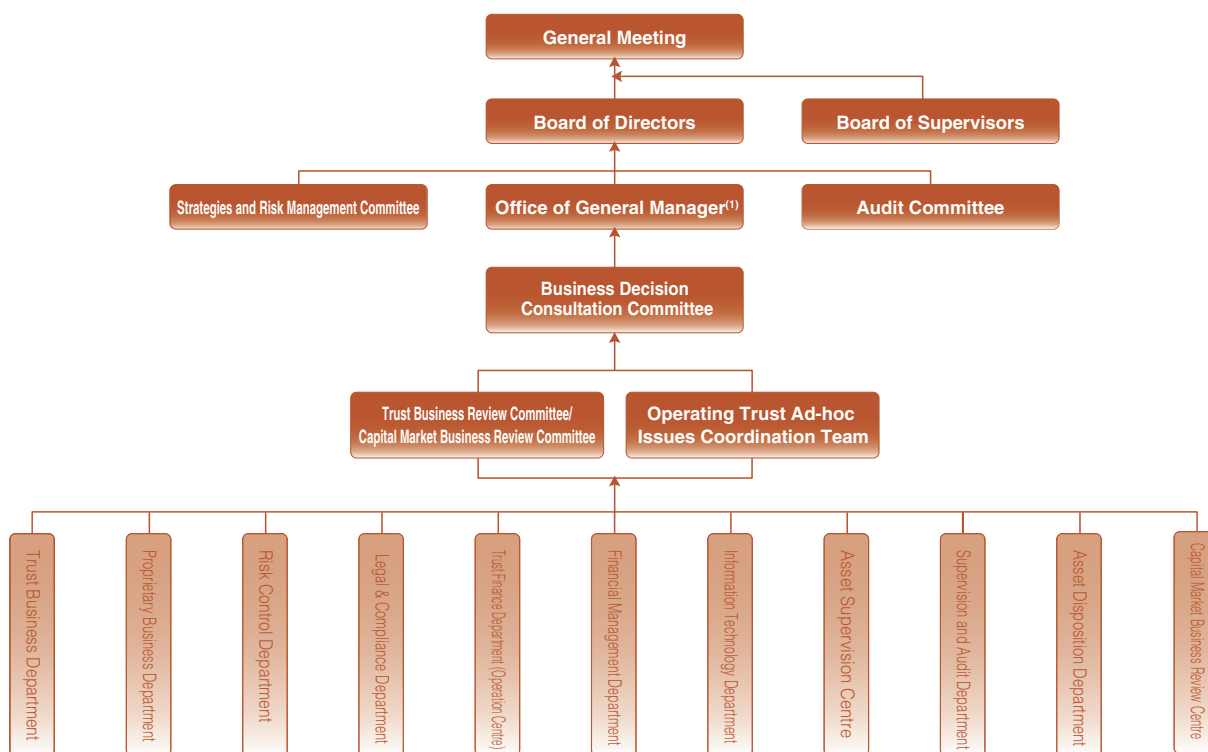 General Meeting
Board of Directors
Board of Supervisors
Strategies and Risk Management Committee
Office of General Manager(1)
Audit Committee
Business Decision
Consultation Committee
Trust Business Review Committee/
Capital Market Business Review Committee
Operating Trust Ad-hoc
Issues Coordination Team
Trust Business Department
Proprietary Business Department
Risk Control Department
Legal & Compliance Department
Trust Finance Department (Operation Centre)
Financial Management Department
Information Technology Department
Asset Supervision Centre
Supervision and Audit Department
Asset Disposition Department
Capital Market Business Review Centre